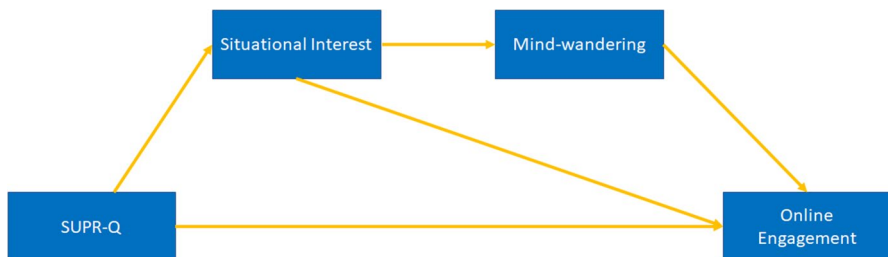 Situational Interest
Mind-wandering
SUPR-Q
Online
Engagement